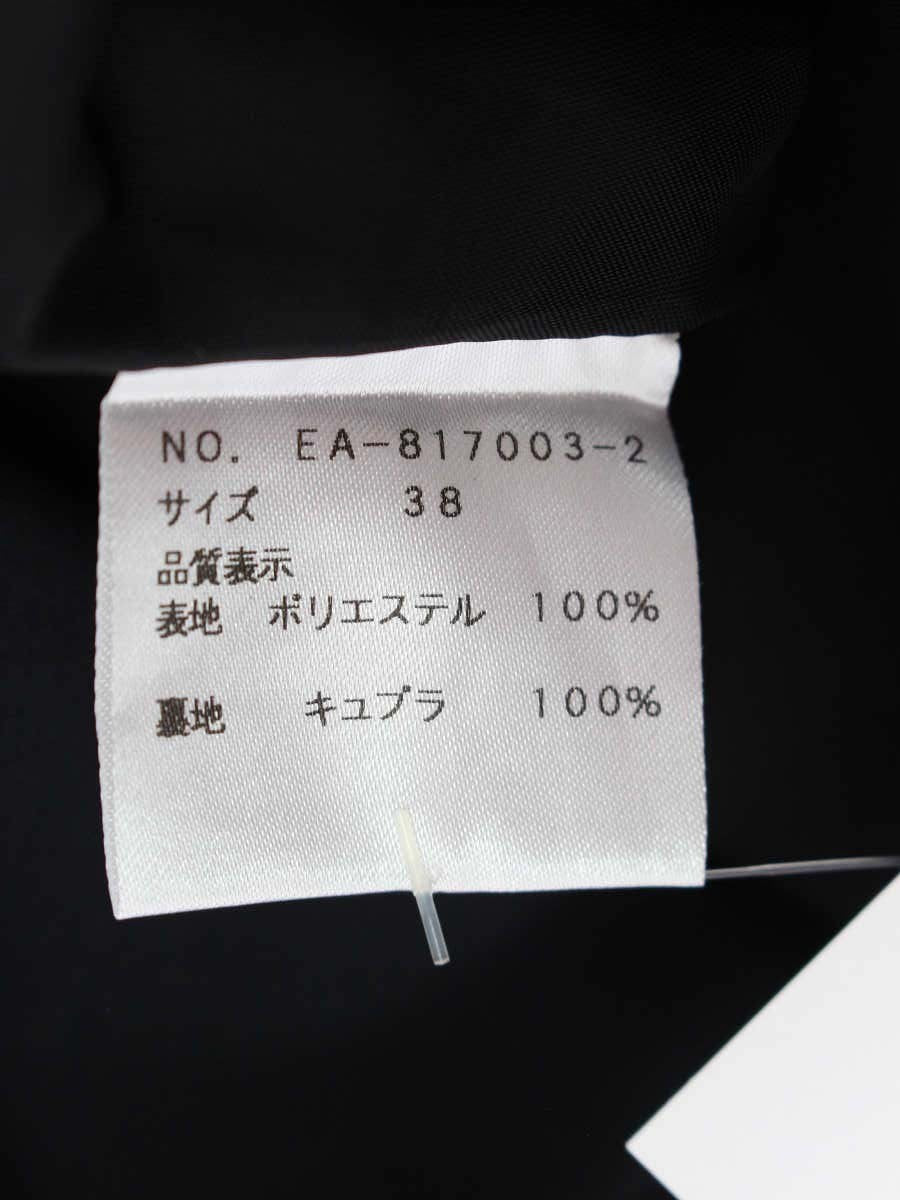 NO. EA-817003-2
サイズ 38
品質表示
表地 ポリエステル 100%
裏地 キュプラ 100%